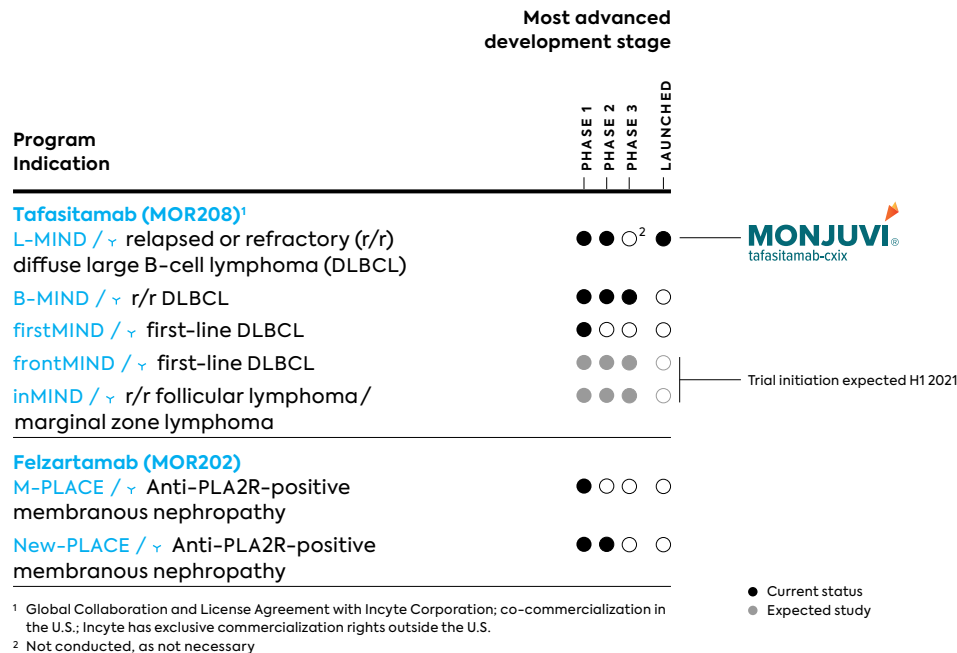 Most advanced
development stage
Program
Indication
PHASE 1
PHASE 2
PHASE 3
LAUNCHED
Tafasitamab (MOR208)¹
L-MIND / relapsed or refractory (r/r)
diffuse large B-cell lymphoma (DLBCL)
2
MONJUVI®
tafasitamab-cxix
B-MIND / r/r DLBCL
firstMIND / first-line DLBCL
frontMIND / first-line DLBCL
Trial initiation expected H1 2021
inMIND / r/r follicular lymphoma/
marginal zone lymphoma
Felzartamab (MOR202)
M-PLACE / Anti-PLA2R-positive
membranous nephropathy
New-PLACE / Anti-PLA2R-positive
membranous nephropathy
Current status
Expected study
¹ Global Collaboration and License Agreement with Incyte Corporation; co-commercialization in
the U.S.; Incyte has exclusive commercialization rights outside the U.S.
² Not conducted, as not necessary